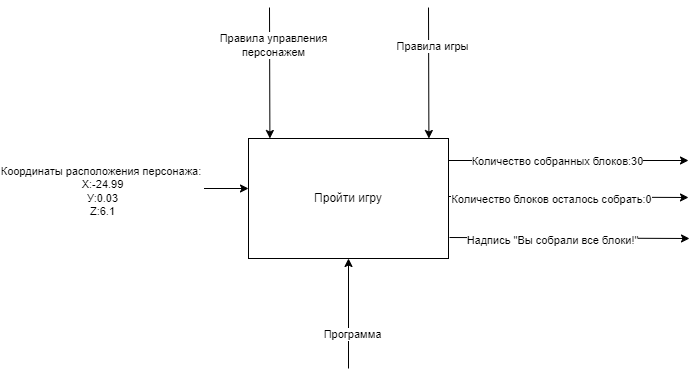 Правила управления
персонажем
Правила игры
Координаты расположения персонажа:
X:-24.99
У:0.03
Z:6.1
Пройти игру
Количество собранных блоков:30
Количество блоков осталось собрать:0
Надпись "Вы собрали все блоки!"
Программа